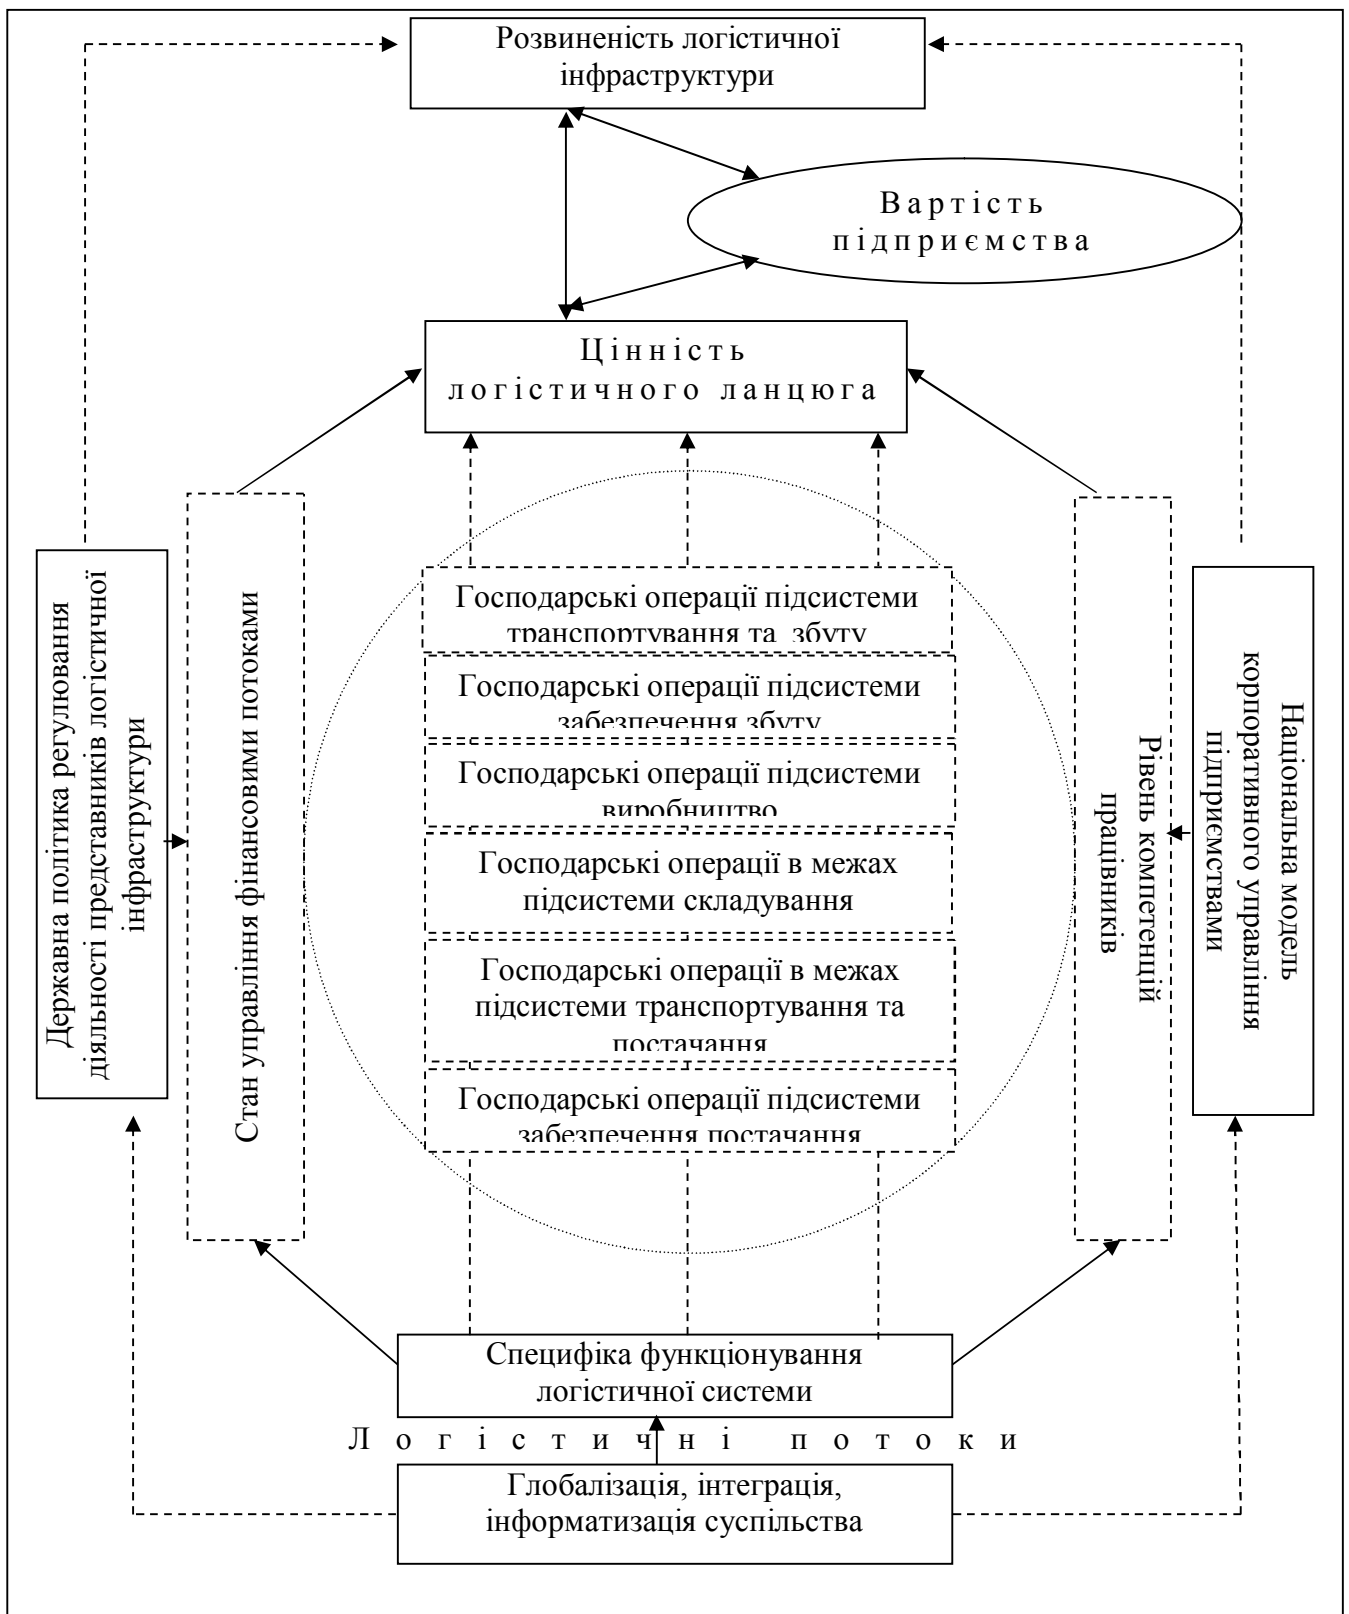 Розвиненість логістичної
інфраструктури
Вартість
підприємства
Цінність
логістичного ланцюга
Державна політика регулювання
діяльності представників логістичної
інфраструктури
Стан управління фінансовими потоками
Господарські операції підсистеми
транспортування та збуту
Господарські операції підсистеми
забезпечення збуту
Господарські операції підсистеми
виробництво
Господарські операції в межах
підсистеми складування
Господарські операції в межах
підсистеми транспортування та
постачання
Господарські операції підсистеми
забезпечення постачання
Рівень компетенцій
працівників
Національна модель
корпоративного управління
підприємствами
Специфіка функціонування
логістичної системи
Логістичні потоки
Глобалізація, інтеграція,
інформатизація суспільства